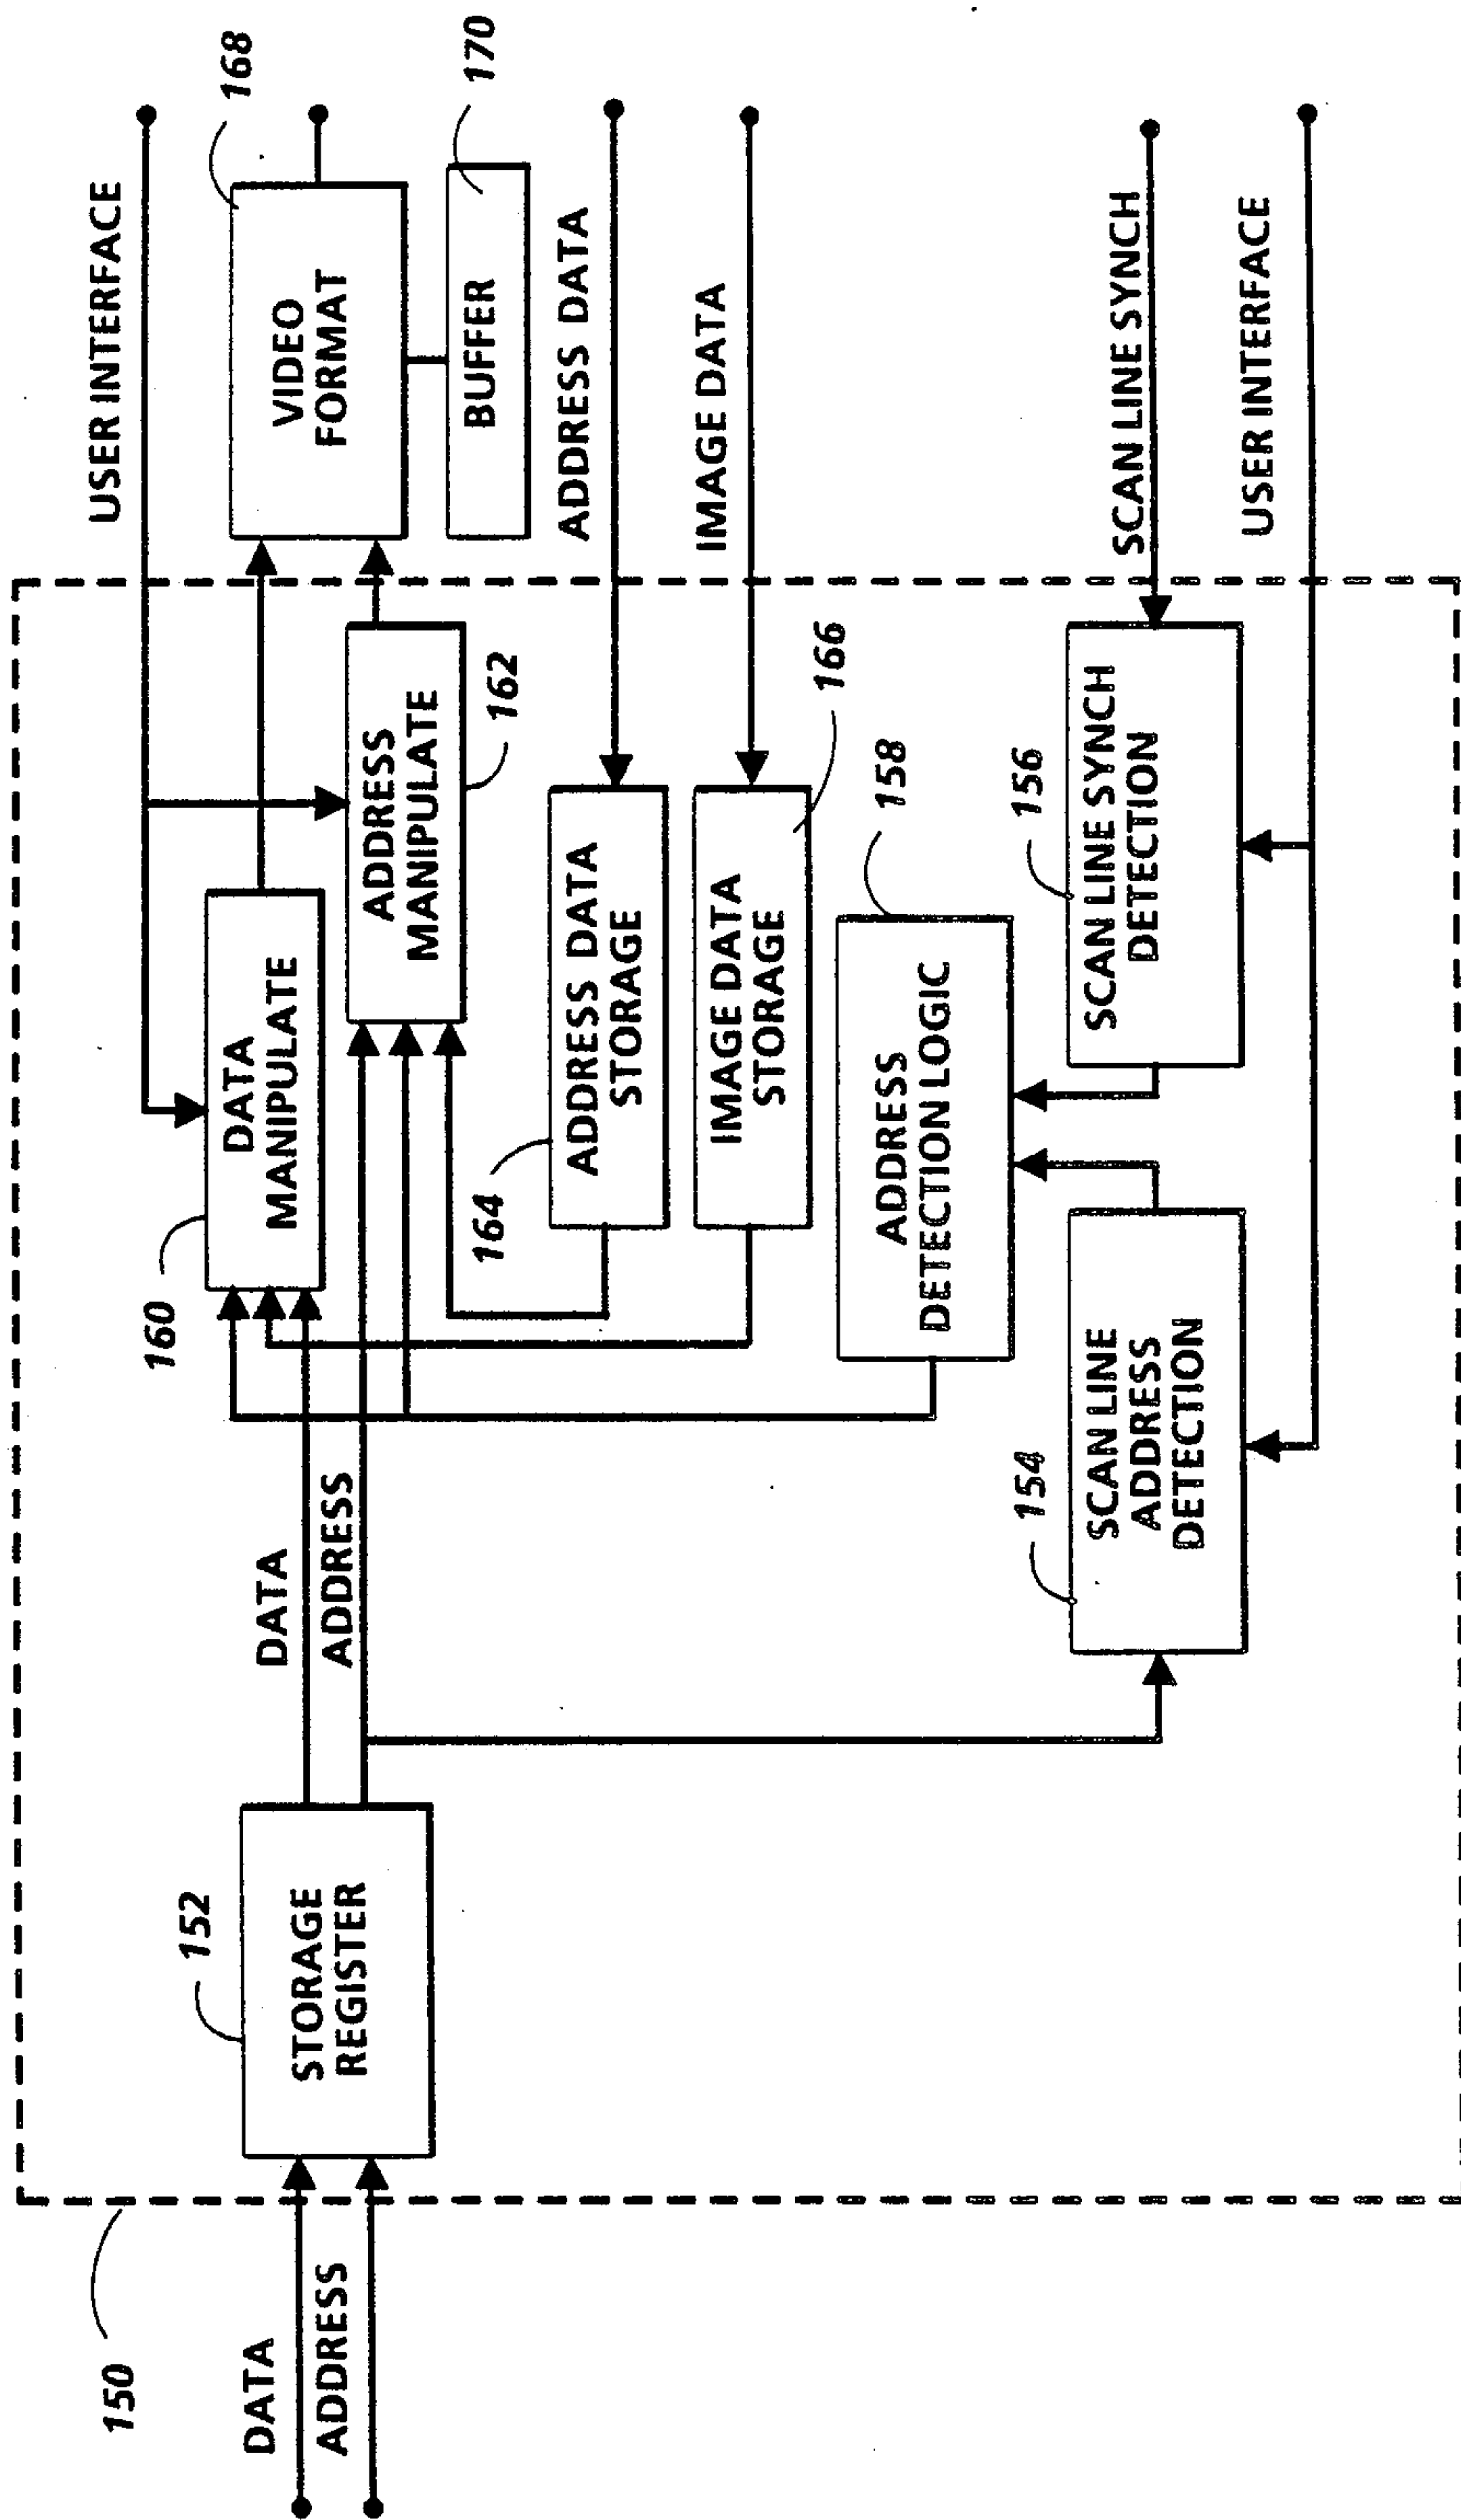 150
DATA
ADDRESS
152
STORAGE
REGISTER
DATA
ADDRESS
160
DATA
MANIPULATE
USER INTERFACE
ADDRESS
MANIPULATE
162
VIDEO
FORMAT
168
BUFFER
170
164
ADDRESS DATA
STORAGE
ADDRESS DATA
IMAGE DATA
STORAGE
166
IMAGE DATA
ADDRESS
DETECTION LOGIC
158
154
SCAN LINE
ADDRESS
DETECTION
156
SCAN LINE SYNCH
DETECTION
SCAN LINE SYNCH
USER INTERFACE